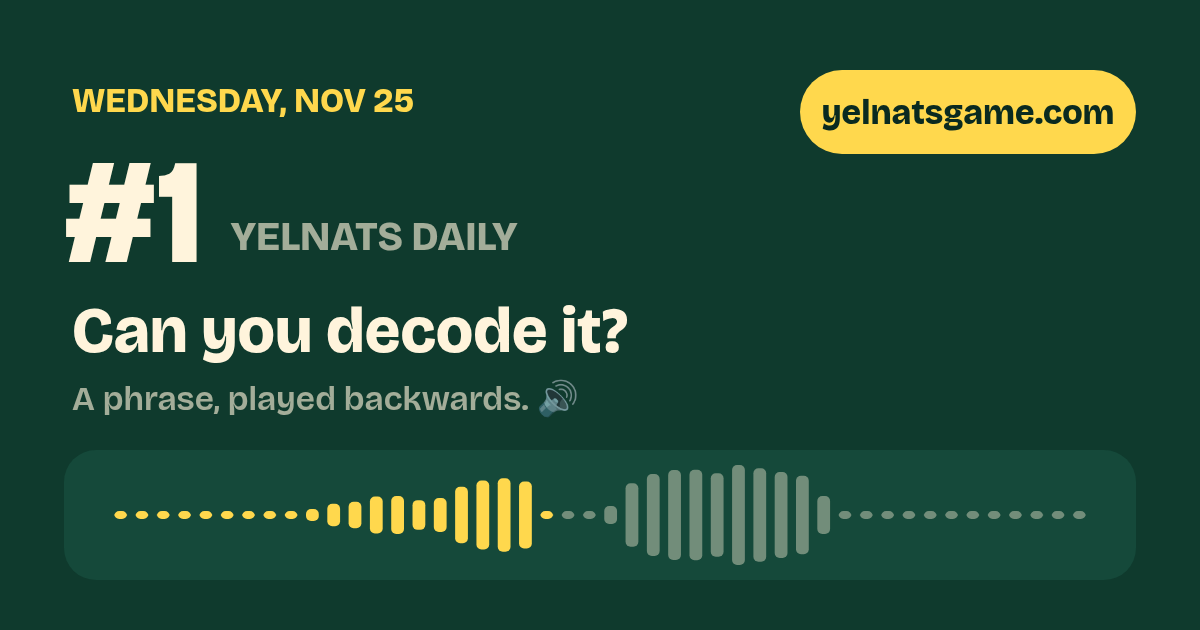 WEDNESDAY, NOV 25
yelnatsgame.com
#1 YELNATS DAILY
Can you decode it?
A phrase, played backwards. 🔊